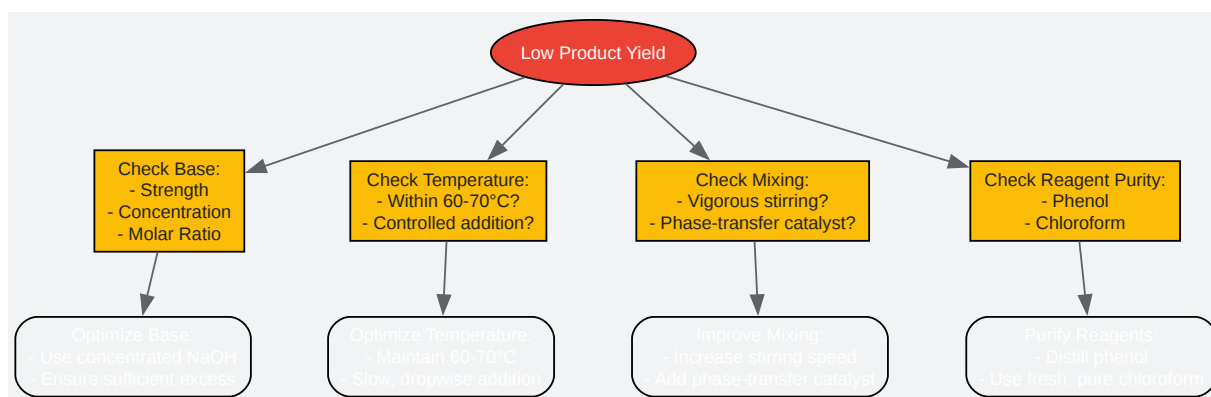 Low Product Yield
Check Base:
- Strength
- Concentration
- Molar Ratio
Check Temperature:
- Within 60-70°C?
- Controlled addition?
Check Mixing:
- Vigorous stirring?
- Phase-transfer catalyst?
Check Reagent Purity:
- Phenol
- Chloroform
Optimize Base:
- Use concentrated NaOH
- Ensure sufficient excess
Optimize Temperature:
- Maintain 60-70°C
- Slow, dropwise addition
Improve Mixing:
- Increase stirring speed
- Add phase-transfer catalyst
Purify Reagents:
- Distill phenol
- Use fresh, pure chloroform